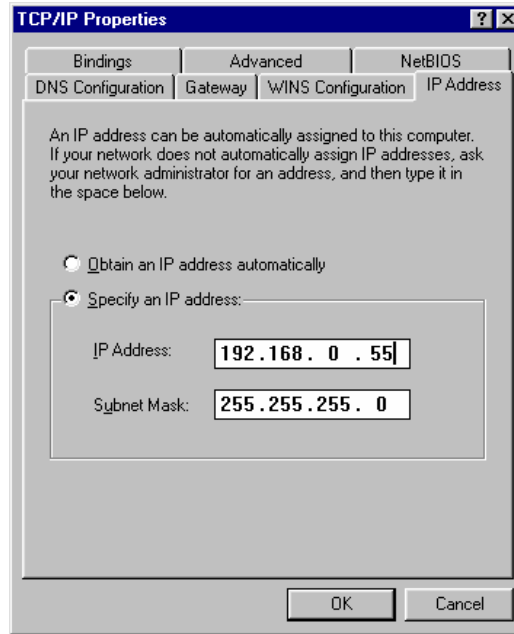 TCP/IP Properties
Bindings Advanced NetBIOS
DNS Configuration Gateway WINS Configuration IP Address
An IP address can be automatically assigned to this computer.
If your network does not automatically assign IP addresses, ask
your network administrator for an address, and then type it in
the space below.
Obtain an IP address automatically
Specify an IP address:
IP Address: 192.168. 0 .55
Subnet Mask: 255.255.255. 0
OK Cancel